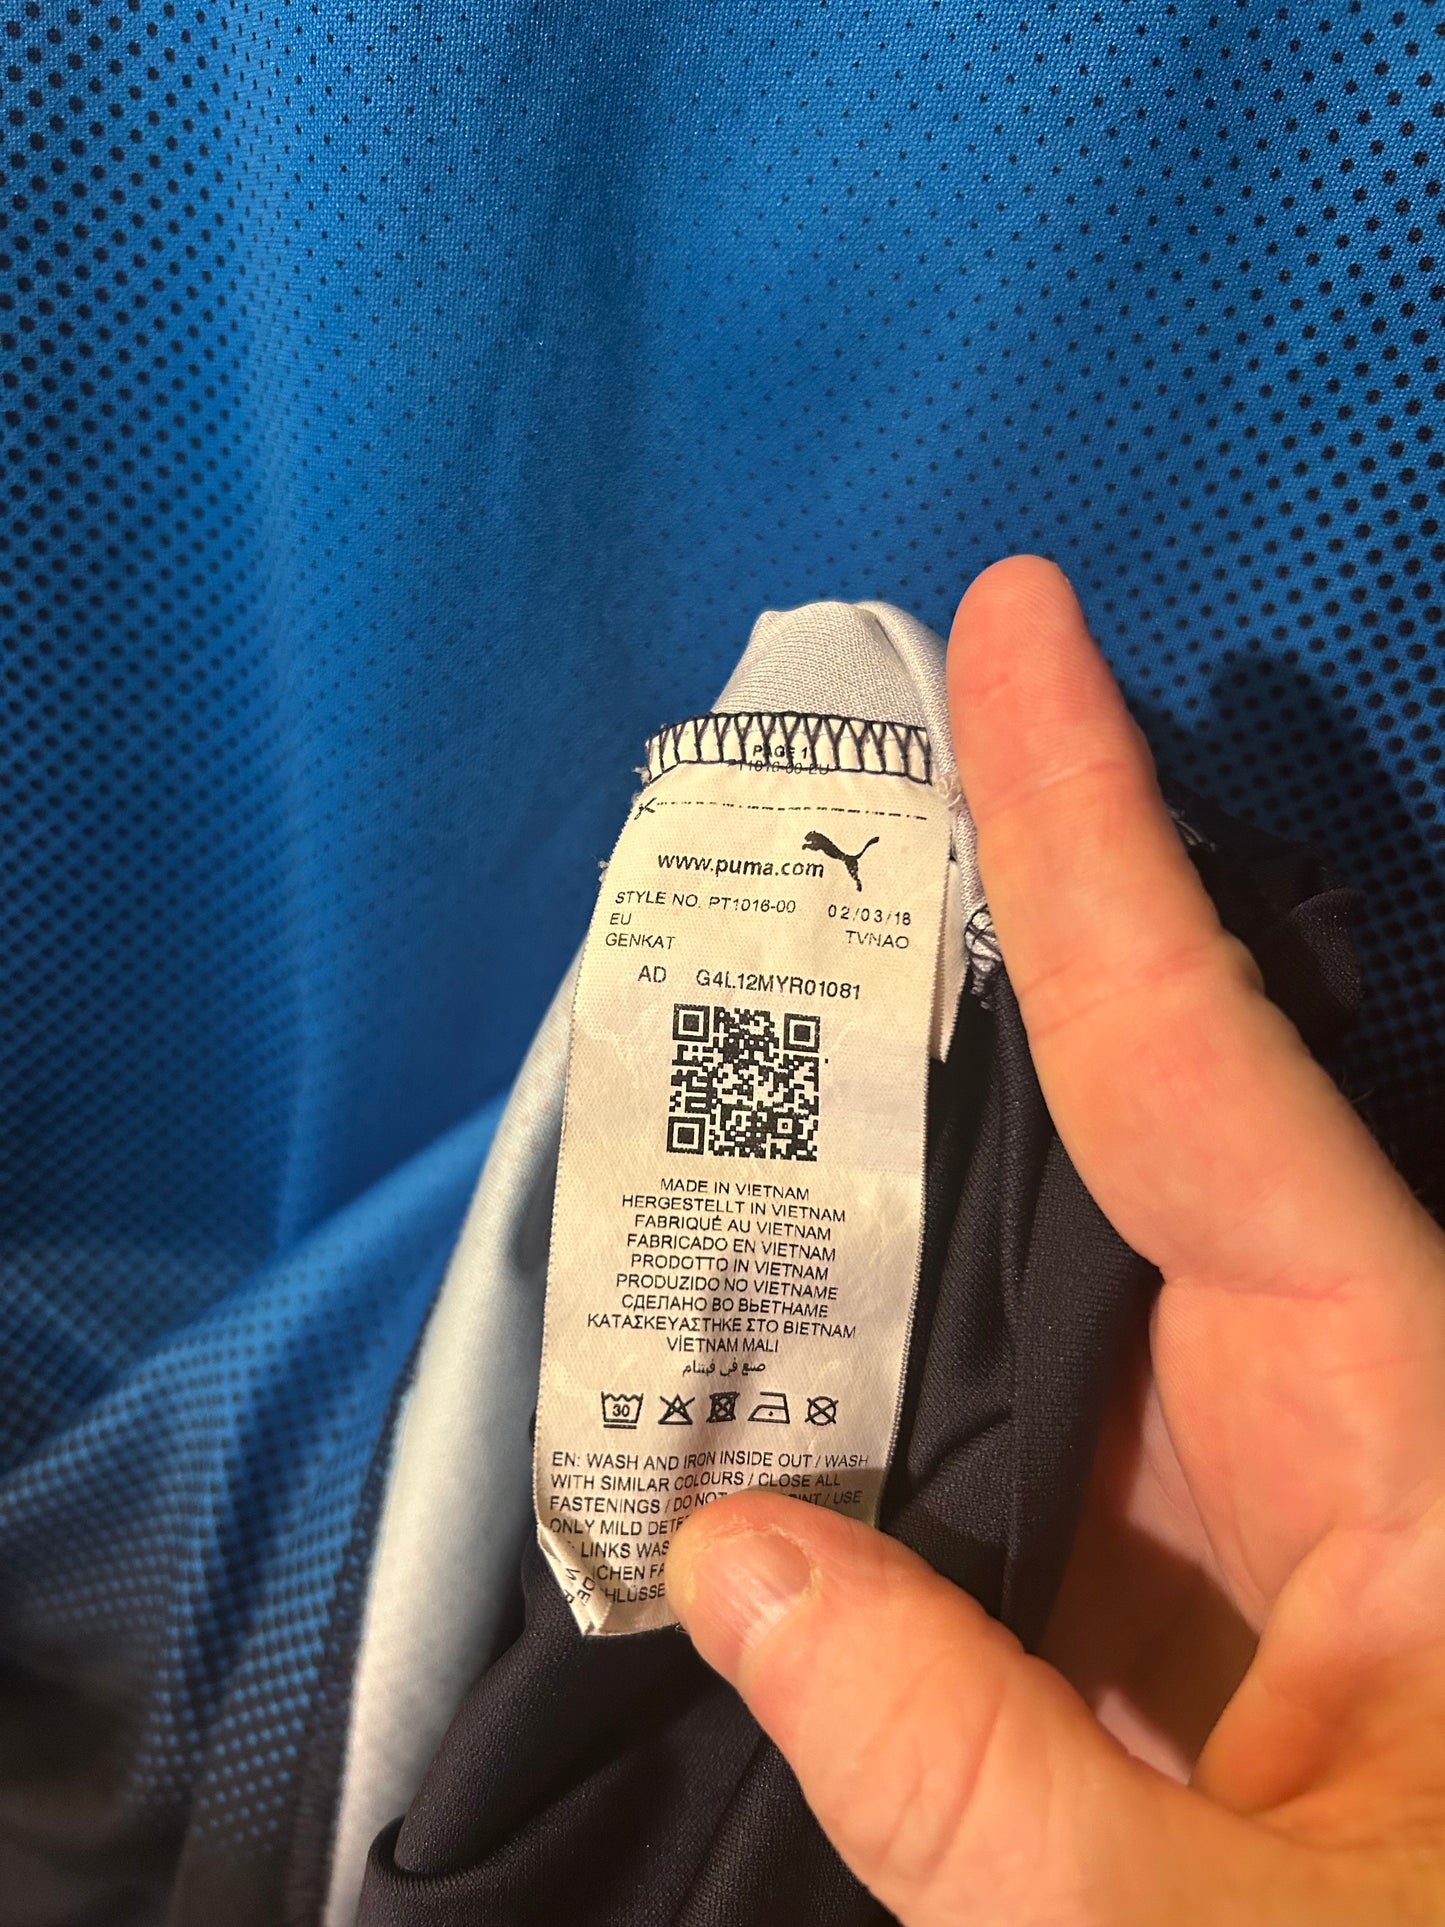 PAGE 1
www.puma.com
STYLE NO. PT1016-00 02/03/18
EU
GENKAT TVNAO
AD G4L12MYR01081
MADE IN VIETNAM
HERGESTELLT IN VIETNAM
FABRIQUÉ AU VIETNAM
FABRICADO EN VIETNAM
PRODOTTO IN VIETNAM
PRODUZIDO NO VIETNAME
СДЕЛАНО ВО ВЬЕТНАМЕ
ΚΑΤΑΣΚΕΥΑΣΤΗΚΕ ΣΤΟ ΒΙΕΤΝΑΜ
VİETNAM MALI
صنع في فيتنام
30
EN: WASH AND IRON INSIDE OUT / WASH
WITH SIMILAR COLOURS / CLOSE ALL
FASTENINGS / DO NOT / USE
ONLY MILD
LINKS